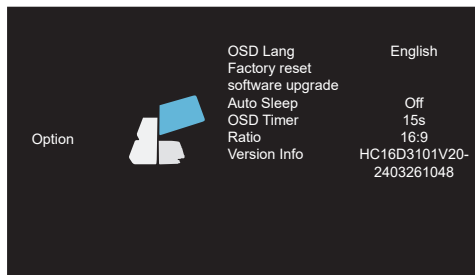 Option
OSD Lang English
Factory reset
software upgrade
Auto Sleep Off
OSD Timer 15s
Ratio 16:9
Version Info HC16D3101V20-
2403261048